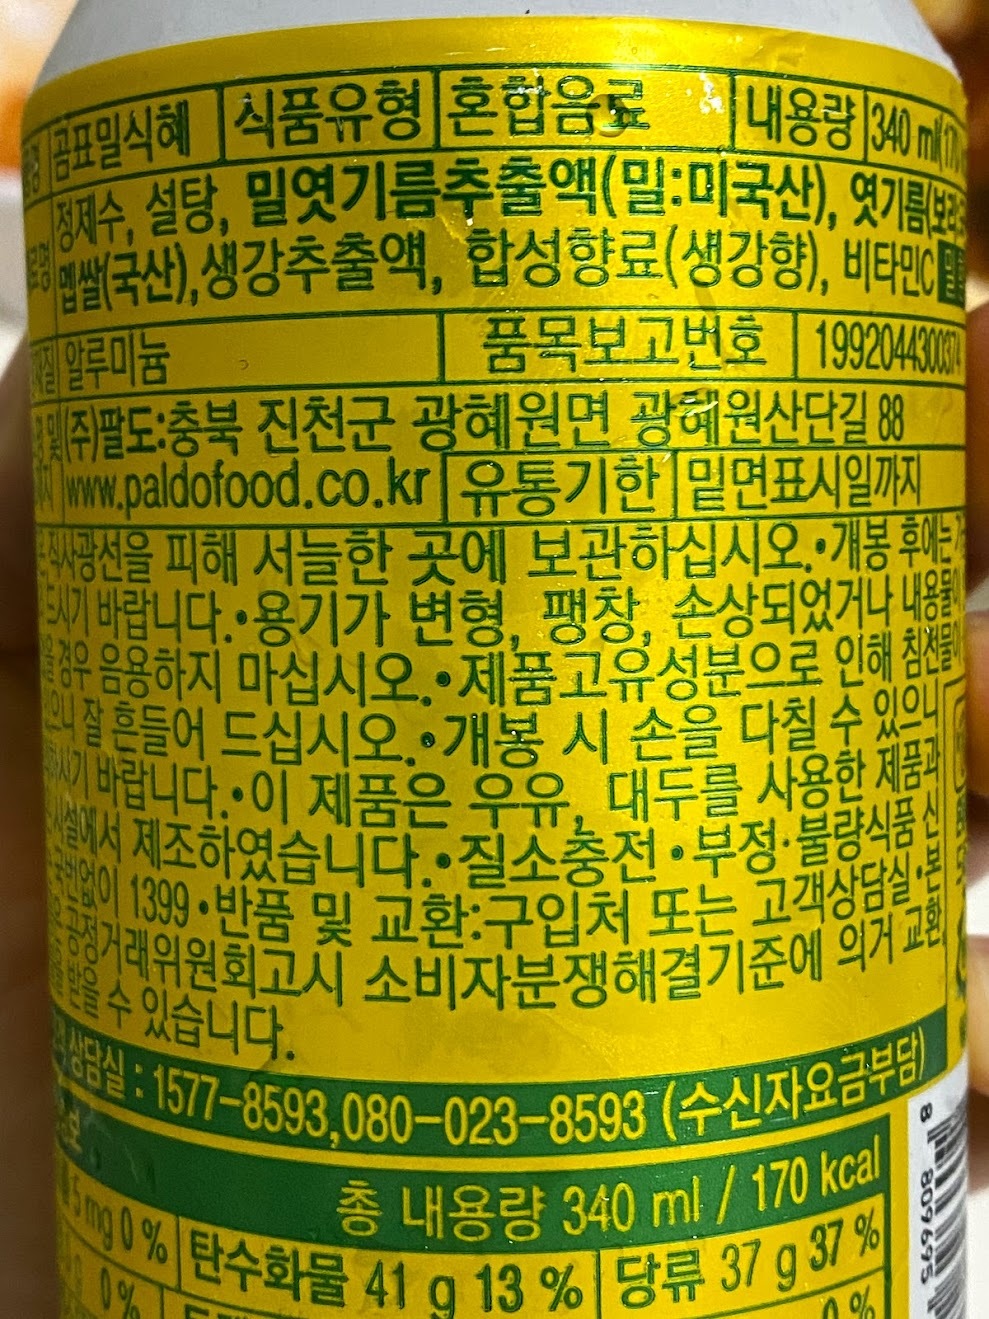 곰표밀식혜 식품유형 혼합음료 내용량 340 ml
정제수, 설탕, 밀엿기름추출액(밀:미국산), 엿기름
멥쌀(국산),생강추출액, 합성향료(생강향), 비타민C
알루미늄 품목보고번호
및 (주)팔도:충북 진천군 광혜원면 광혜원산단길 88
www.paldofood.co.kr 유통기한 밑면표시일까지
직사광선을 피해 서늘한 곳에 보관하십시오.•개봉 후에는
드시기 바랍니다.•용기가 변형, 팽창, 손상되었거나 내용물이
경우 음용하지 마십시오.•제품고유성분으로 인해 침전물이
잘 흔들어 드십시오.•개봉 시 손을 다칠 수 있으니
바랍니다.•이 제품은 우유, 대두를 사용한 제품과
시설에서 제조하였습니다.•질소충전•부정·불량식품 신
국번없이 1399•반품 및 교환:구입처 또는 고객상담실•본
공정거래위원회고시 소비자분쟁해결기준에 의거 교환
받을 수 있습니다.
상담실 : 1577-8593,080-023-8593 (수신자요금부담)
총 내용량 340 ml / 170 kcal
5 mg 0 % 탄수화물 41 g 13 % 당류 37 g 37 %
0 % 0 %
8 809695